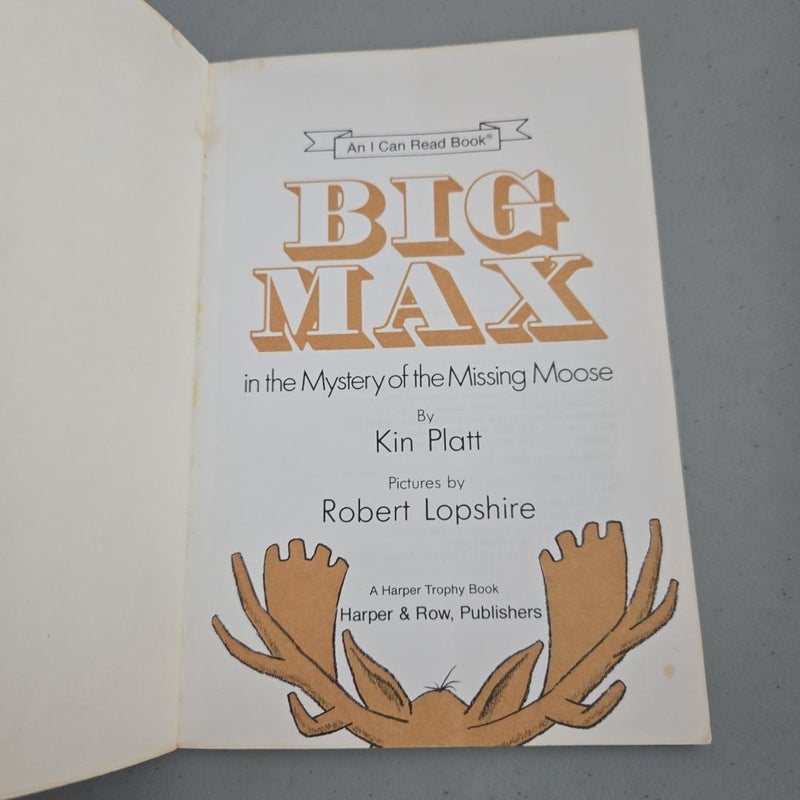 An I Can Read Book®
BIG
MAX
in the Mystery of the Missing Moose
By
Kin Platt
Pictures by
Robert Lopshire
A Harper Trophy Book
Harper & Row, Publishers